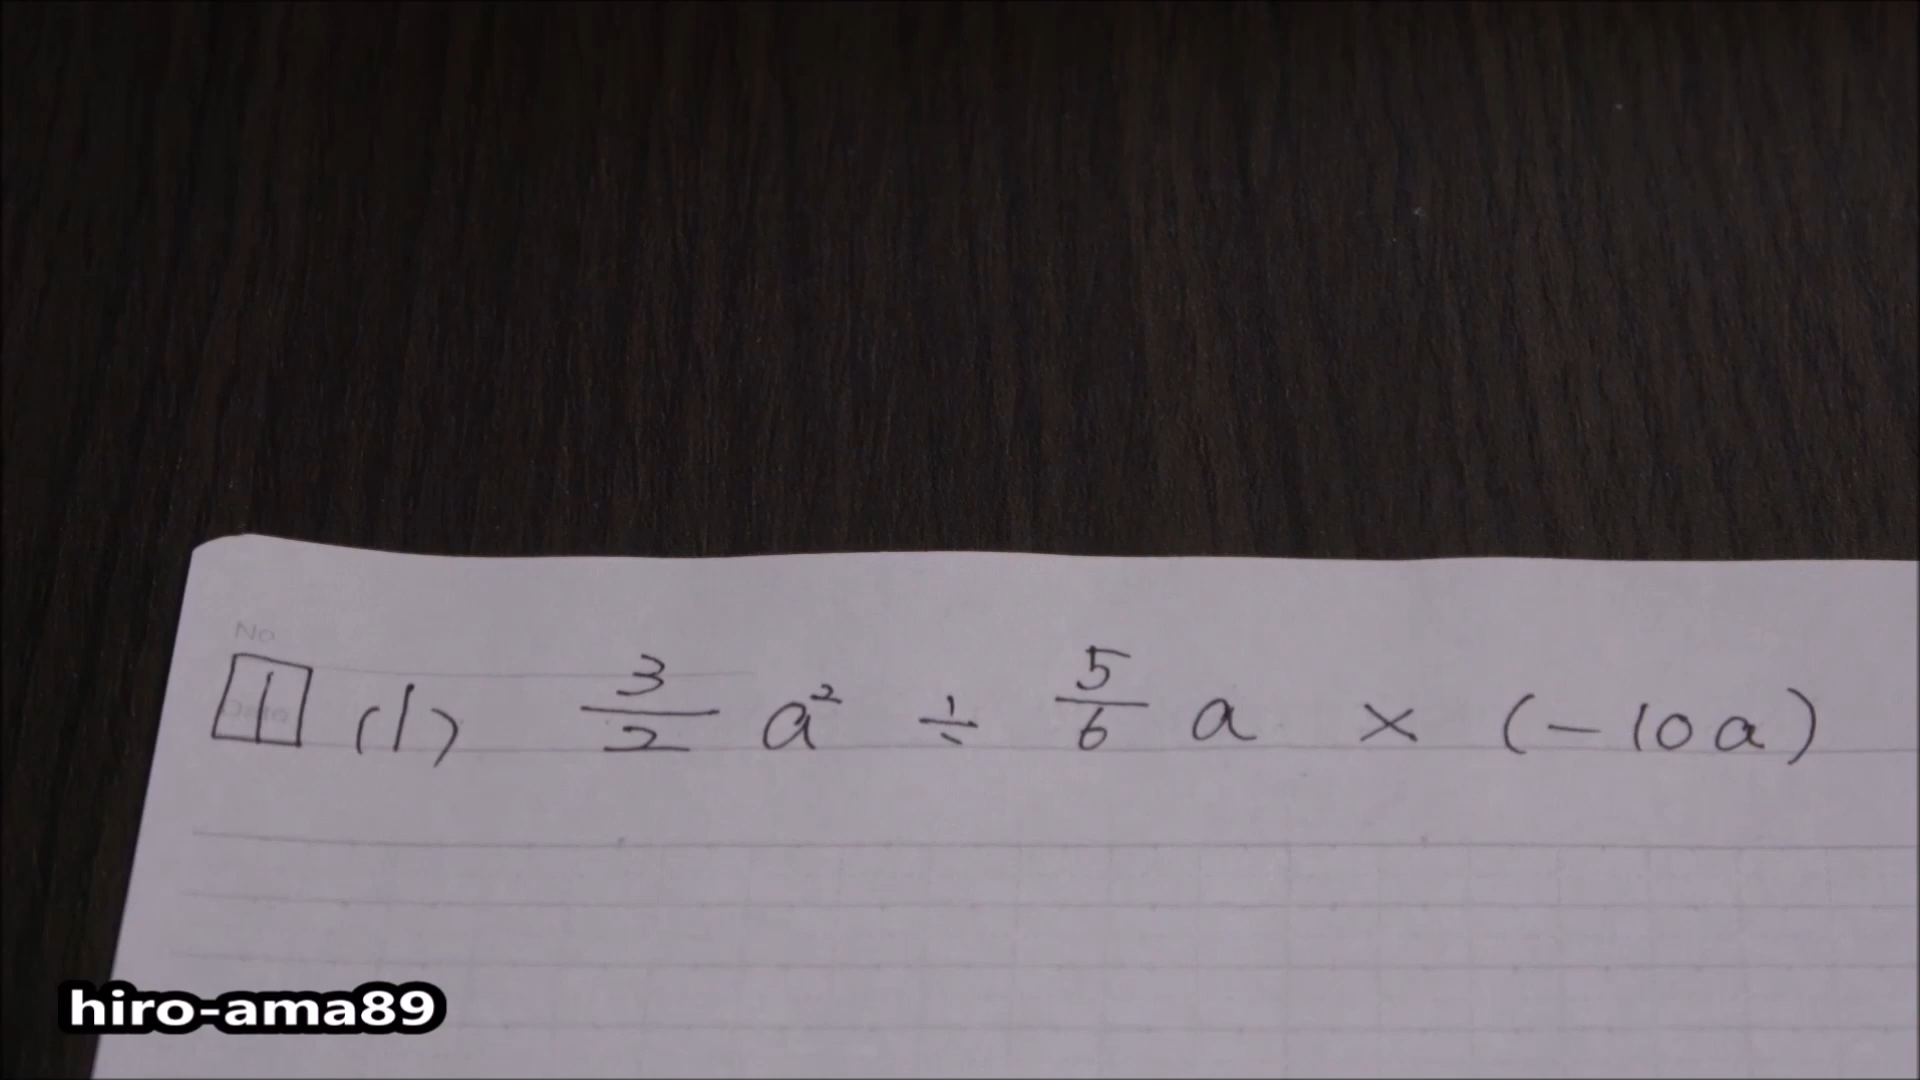 No
Date
1 (1) 3/2 a² ÷ 5/6 a × (-10a)
hiro-ama89